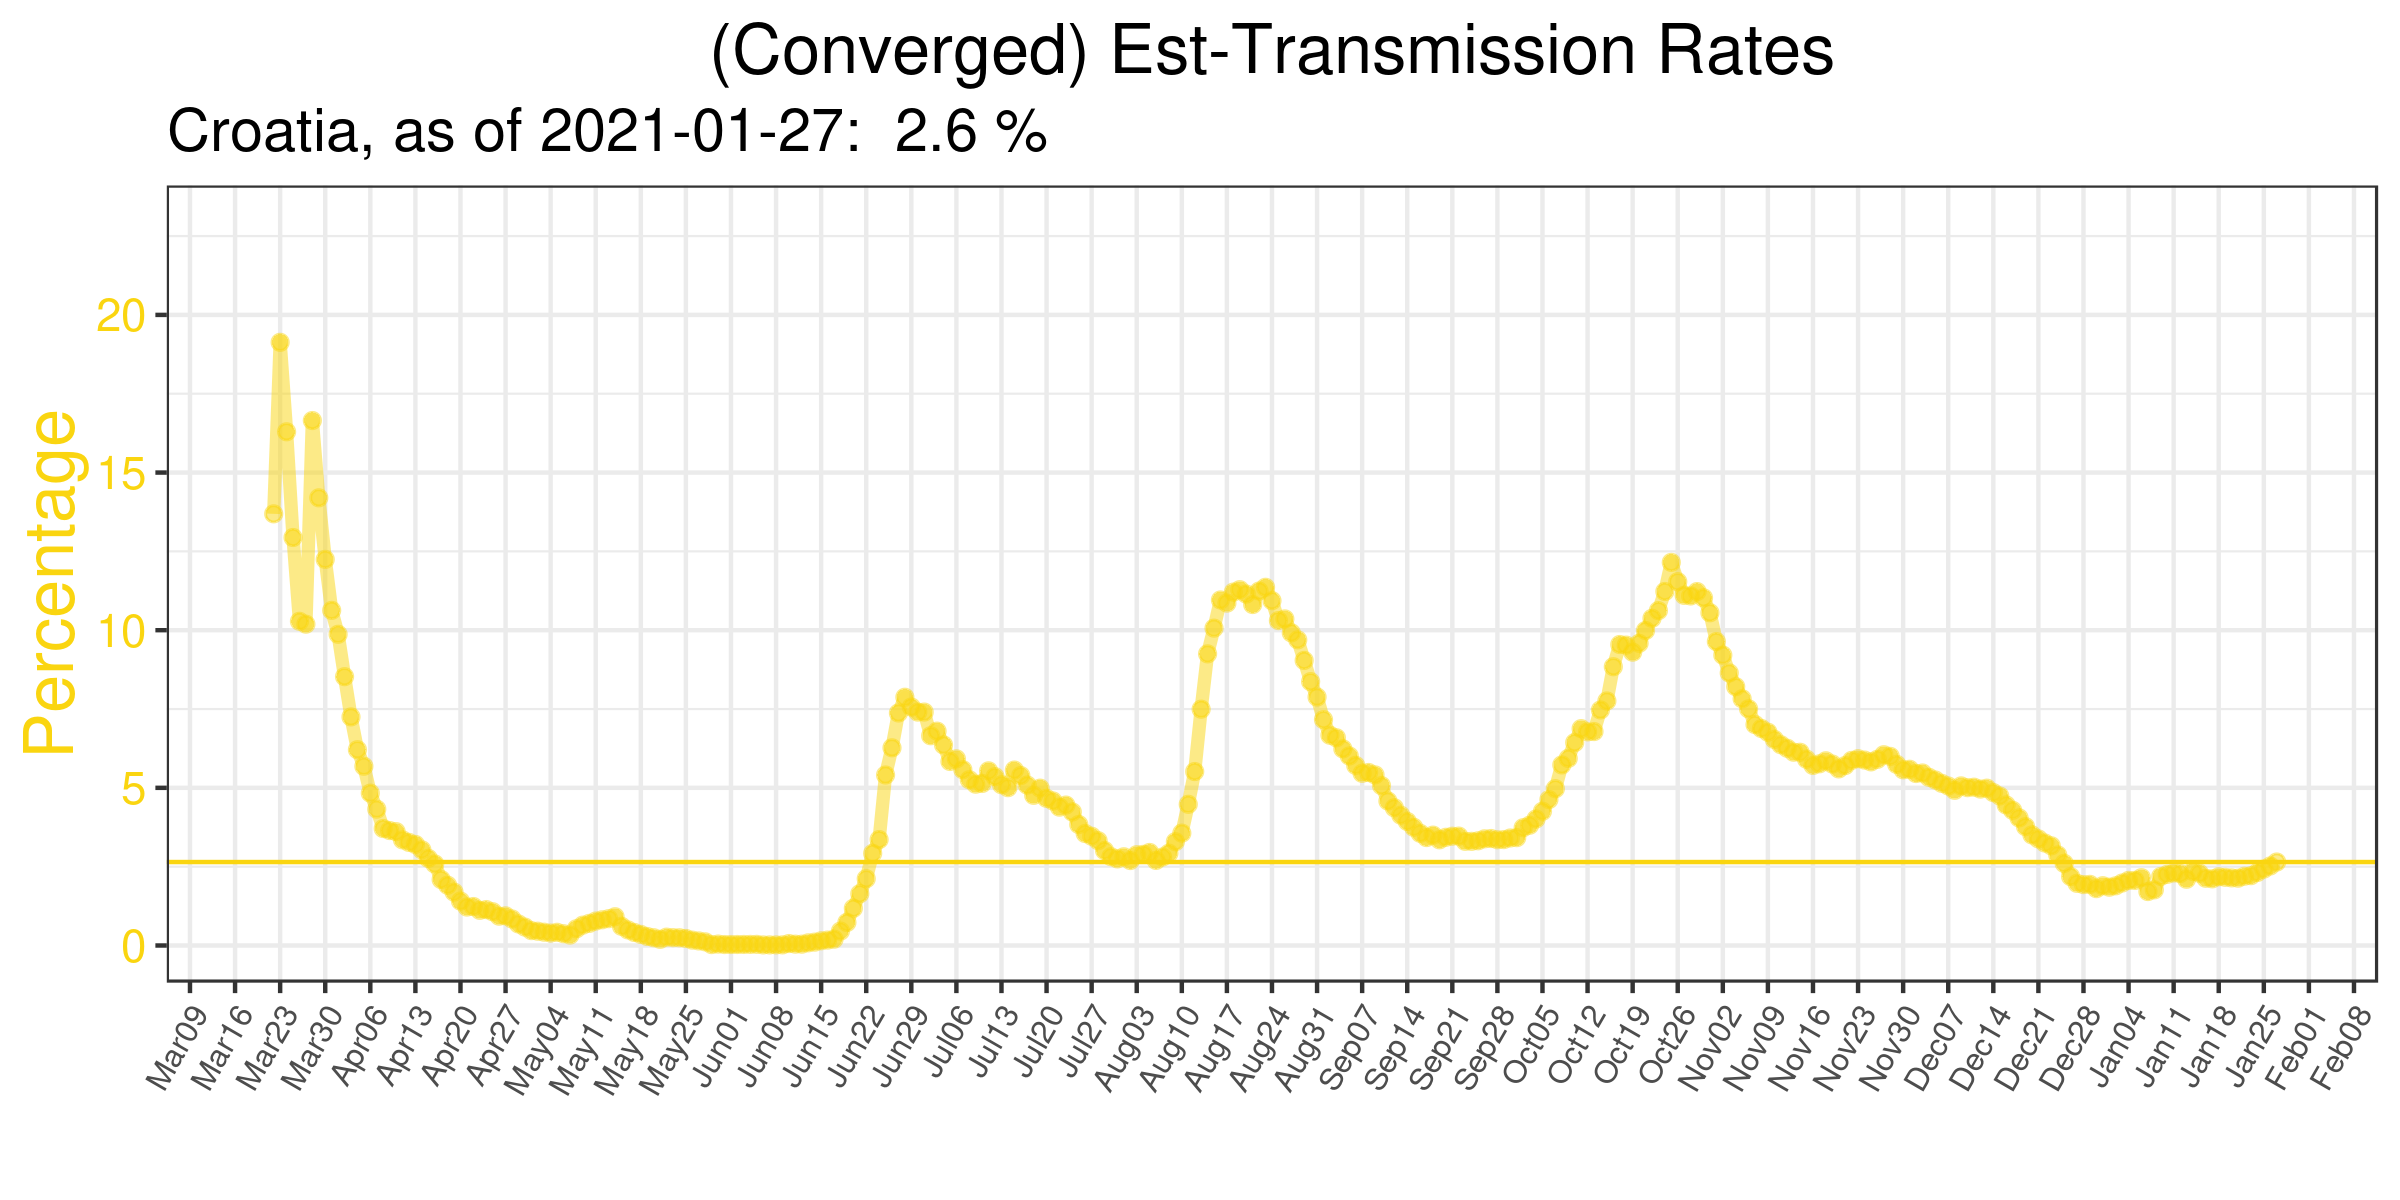 (Converged) Est-Transmission Rates
Croatia, as of 2021-01-27:  2.6 %
Percentage
20
15
10
5
0
Mar09 Mar16 Mar23 Mar30 Apr06 Apr13 Apr20 Apr27 May04 May11 May18 May25 Jun01 Jun08 Jun15 Jun22 Jun29 Jul06 Jul13 Jul20 Jul27 Aug03 Aug10 Aug17 Aug24 Aug31 Sep07 Sep14 Sep21 Sep28 Oct05 Oct12 Oct19 Oct26 Nov02 Nov09 Nov16 Nov23 Nov30 Dec07 Dec14 Dec21 Dec28 Jan04 Jan11 Jan18 Jan25 Feb01 Feb08